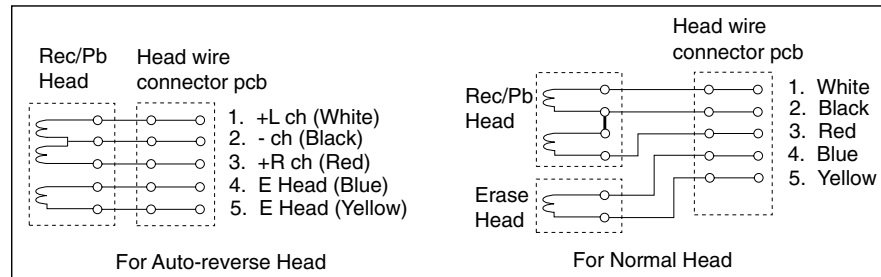 Rec/Pb
Head
Head wire
connector pcb
1. +L ch (White)
2. - ch (Black)
3. +R ch (Red)
4. E Head (Blue)
5. E Head (Yellow)
For Auto-reverse Head
Head wire
connector pcb
Rec/Pb
Head
1. White
2. Black
3. Red
4. Blue
5. Yellow
Erase
Head
For Normal Head